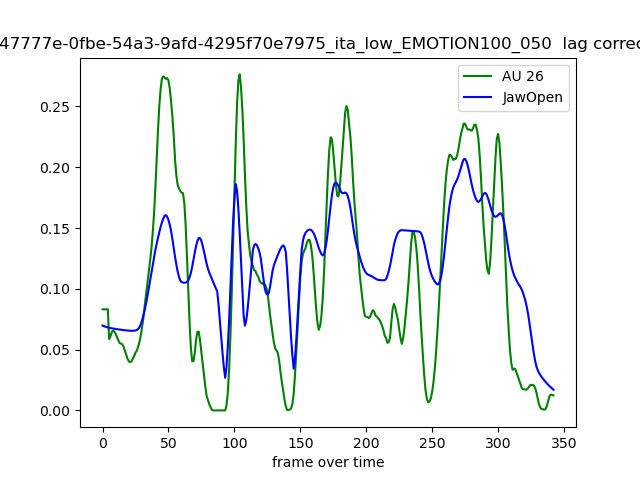 47777e-0fbe-54a3-9afd-4295f70e7975_ita_low_EMOTION100_050 lag correc
AU 26
JawOpen
0.25
0.20
0.15
0.10
0.05
0.00
0 50 100 150 200 250 300 350
frame over time